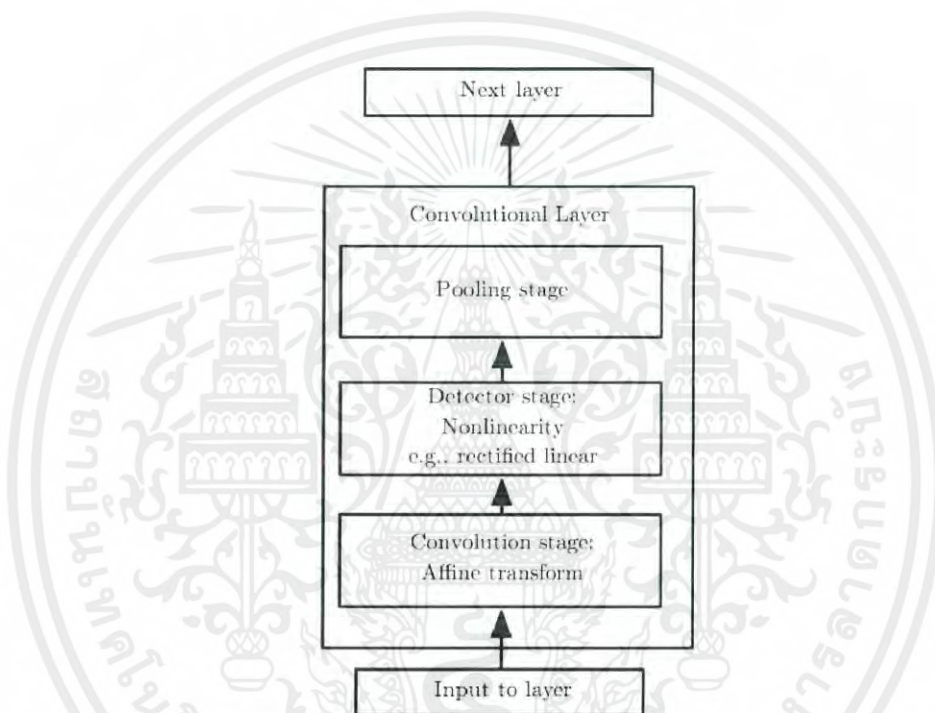 Next layer
Convolutional Layer
Pooling stage
Detector stage:
Nonlinearity
e.g., rectified linear
Convolution stage:
Affine transform
Input to layer